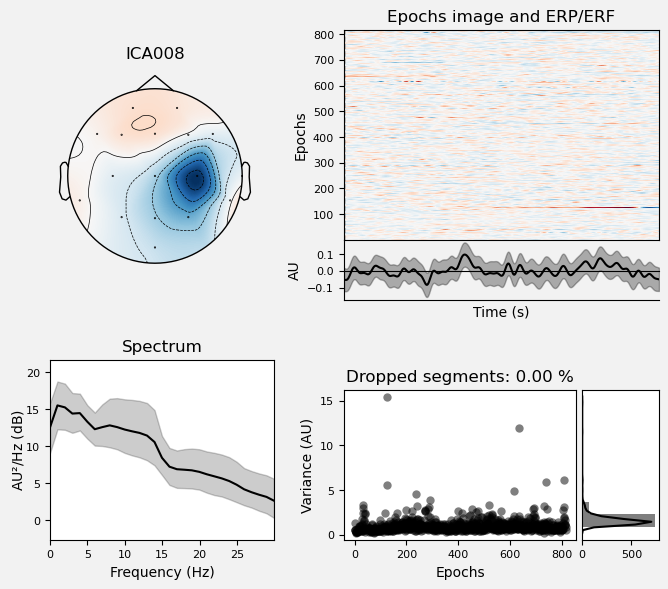 ICA008
Epochs image and ERP/ERF
Epochs
800
700
600
500
400
300
200
100
AU
0.1
0.0
−0.1
Time (s)
Spectrum
AU²/Hz (dB)
20
15
10
5
0
0 5 10 15 20 25
Frequency (Hz)
Dropped segments: 0.00 %
Variance (AU)
15
10
5
0
0 200 400 600 800
Epochs
0 500